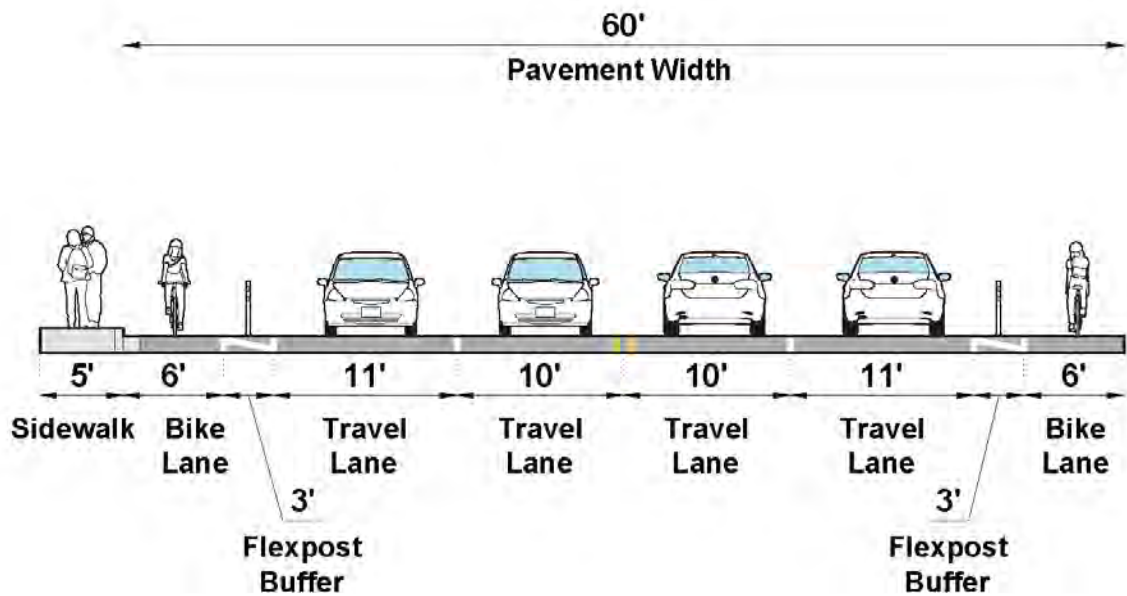 60'
Pavement Width
5' 6' 11' 10' 10' 11' 6'
Sidewalk Bike Travel Travel Travel Travel Bike
Lane Lane Lane Lane Lane Lane
3' 3'
Flexpost Flexpost
Buffer Buffer